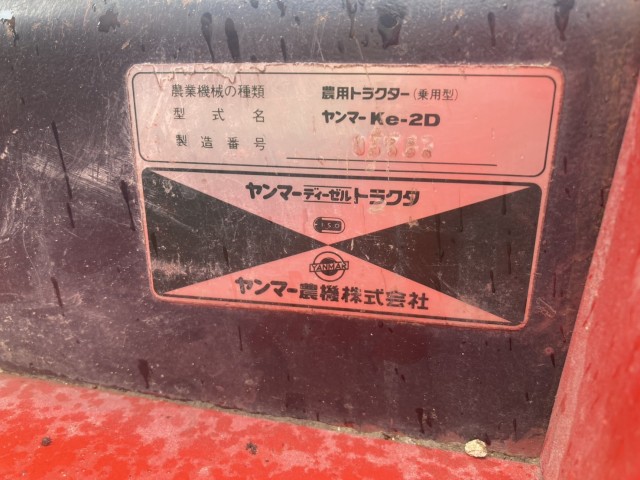 農業機械の種類 農用トラクター(乗用型)
型式名 ヤンマーKe-2D
製造番号
ヤンマーディーゼルトラクタ
YANMAR
ヤンマー農機株式会社